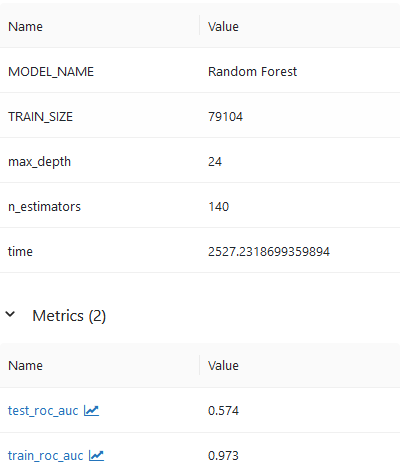 Name Value
MODEL_NAME Random Forest
TRAIN_SIZE 79104
max_depth 24
n_estimators 140
time 2527.2318699359894
Metrics (2)
Name Value
test_roc_auc 0.574
train_roc_auc 0.973